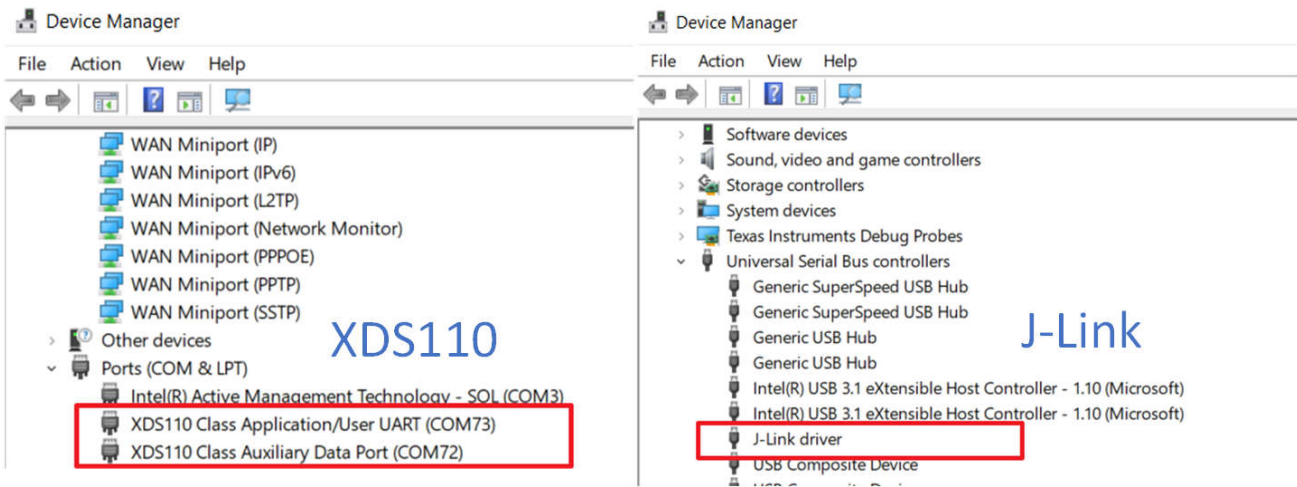 Device Manager
File Action View Help
WAN Miniport (IP)
WAN Miniport (IPv6)
WAN Miniport (L2TP)
WAN Miniport (Network Monitor)
WAN Miniport (PPPOE)
WAN Miniport (PPTP)
WAN Miniport (SSTP)
Other devices
XDS110
Ports (COM & LPT)
Intel(R) Active Management Technology - SOL (COM3)
XDS110 Class Application/User UART (COM73)
XDS110 Class Auxiliary Data Port (COM72)
Device Manager
File Action View Help
Software devices
Sound, video and game controllers
Storage controllers
System devices
Texas Instruments Debug Probes
Universal Serial Bus controllers
Generic SuperSpeed USB Hub
Generic SuperSpeed USB Hub
J-Link
Generic USB Hub
Generic USB Hub
Intel(R) USB 3.1 eXtensible Host Controller - 1.10 (Microsoft)
Intel(R) USB 3.1 eXtensible Host Controller - 1.10 (Microsoft)
J-Link driver
USB Composite Device